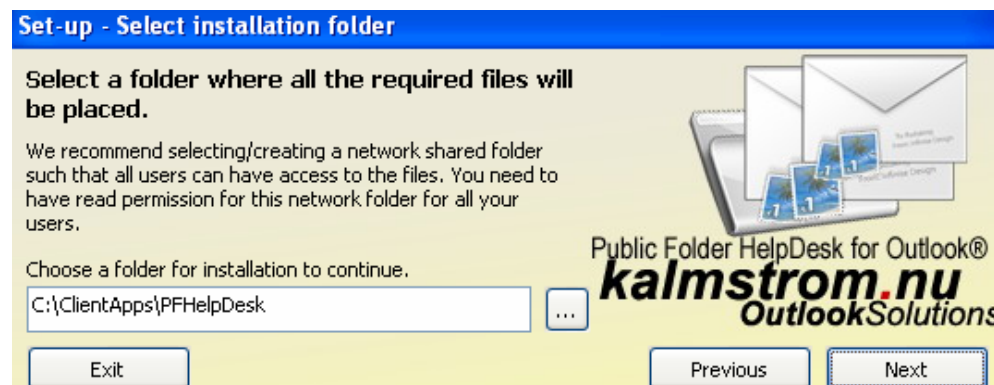 Set-up - Select installation folder
Select a folder where all the required files will
be placed.
We recommend selecting/creating a network shared folder
such that all users can have access to the files. You need to
have read permission for this network folder for all your
users.
Choose a folder for installation to continue.
C:\ClientApps\PFHelpDesk
...
Public Folder HelpDesk for Outlook®
kalmstrom.nu
OutlookSolutions
Exit
Previous
Next